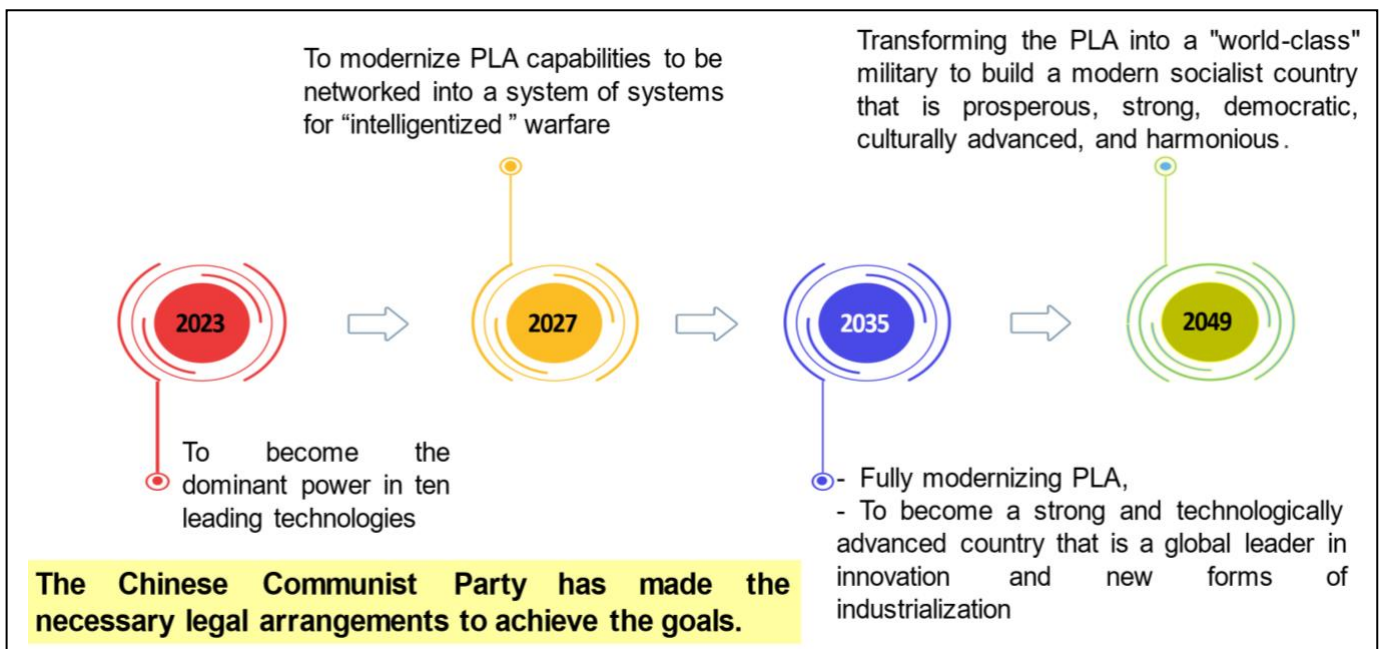 To modernize PLA capabilities to be
networked into a system of systems
for “intelligentized ” warfare
Transforming the PLA into a "world-class"
military to build a modern socialist country
that is prosperous, strong, democratic,
culturally advanced, and harmonious .
2023
2027
2035
2049
To become the
dominant power in ten
leading technologies
- Fully modernizing PLA,
- To become a strong and technologically
advanced country that is a global leader in
innovation and new forms of
industrialization
The Chinese Communist Party has made the
necessary legal arrangements to achieve the goals.